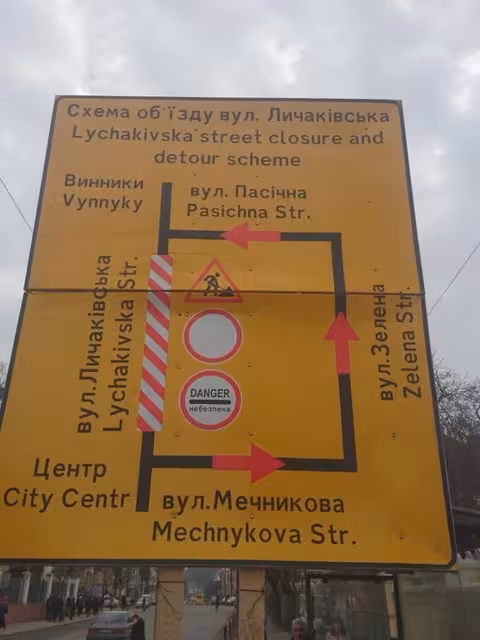 Схема об'їзду вул. Личаківська
Lychakivska street closure and
detour scheme
Винники
Vynnyky
вул. Пасічна
Pasichna Str.
вул.Личаківська
Lychakivska Str.
DANGER
небезпека
вул.Зелена
Zelena Str.
Центр
City Centr
вул.Мечникова
Mechnykova Str.